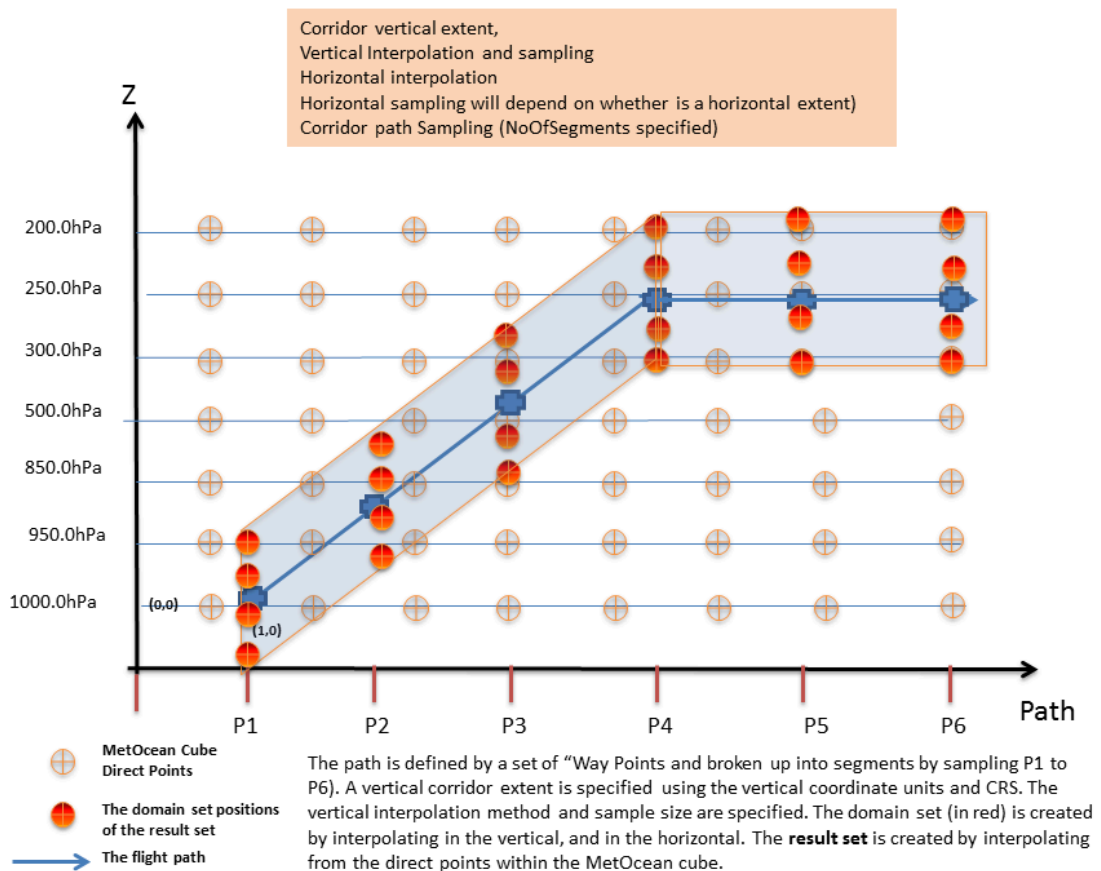 Corridor vertical extent,
Vertical Interpolation and sampling
Horizontal interpolation
Horizontal sampling will depend on whether is a horizontal extent)
Corridor path Sampling (NoOfSegments specified)
Z
200.0hPa
250.0hPa
300.0hPa
500.0hPa
850.0hPa
950.0hPa
1000.0hPa
(0,0)
(1,0)
P1
P2
P3
P4
P5
P6
Path
MetOcean Cube
Direct Points
The domain set positions
of the result set
The flight path
The path is defined by a set of “Way Points and broken up into segments by sampling P1 to
P6). A vertical corridor extent is specified using the vertical coordinate units and CRS. The
vertical interpolation method and sample size are specified. The domain set (in red) is created
by interpolating in the vertical, and in the horizontal. The result set is created by interpolating
from the direct points within the MetOcean cube.